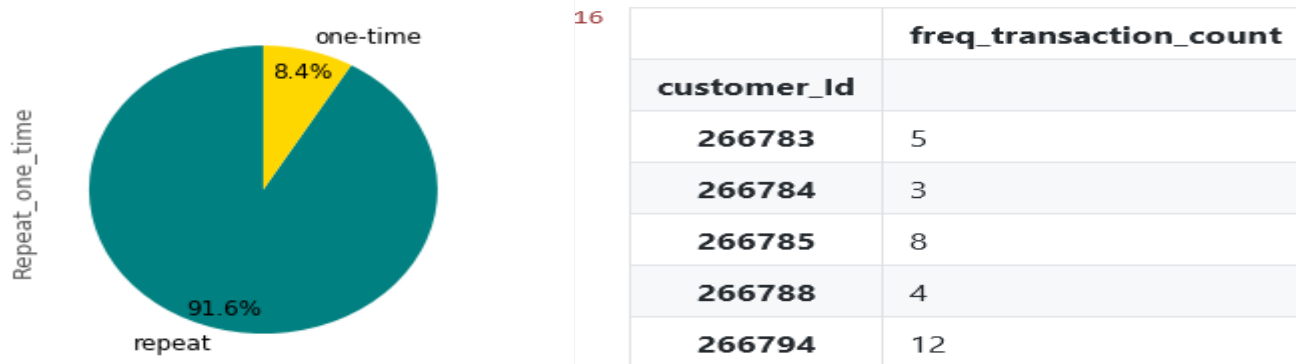 one-time
8.4%
Repeat_one_time
91.6%
repeat
16
freq_transaction_count
customer_Id
266783 5
266784 3
266785 8
266788 4
266794 12